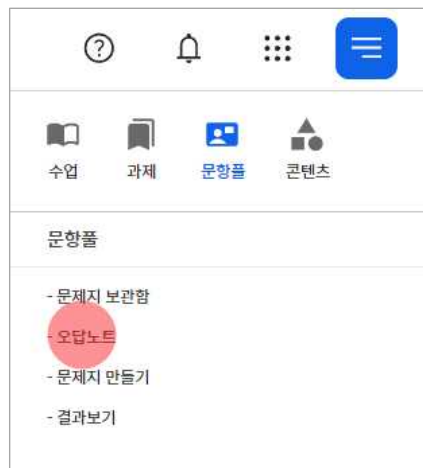 수업 과제 문항풀 콘텐츠
문항풀
- 문제지 보관함
- 오답노트
- 문제지 만들기
- 결과보기